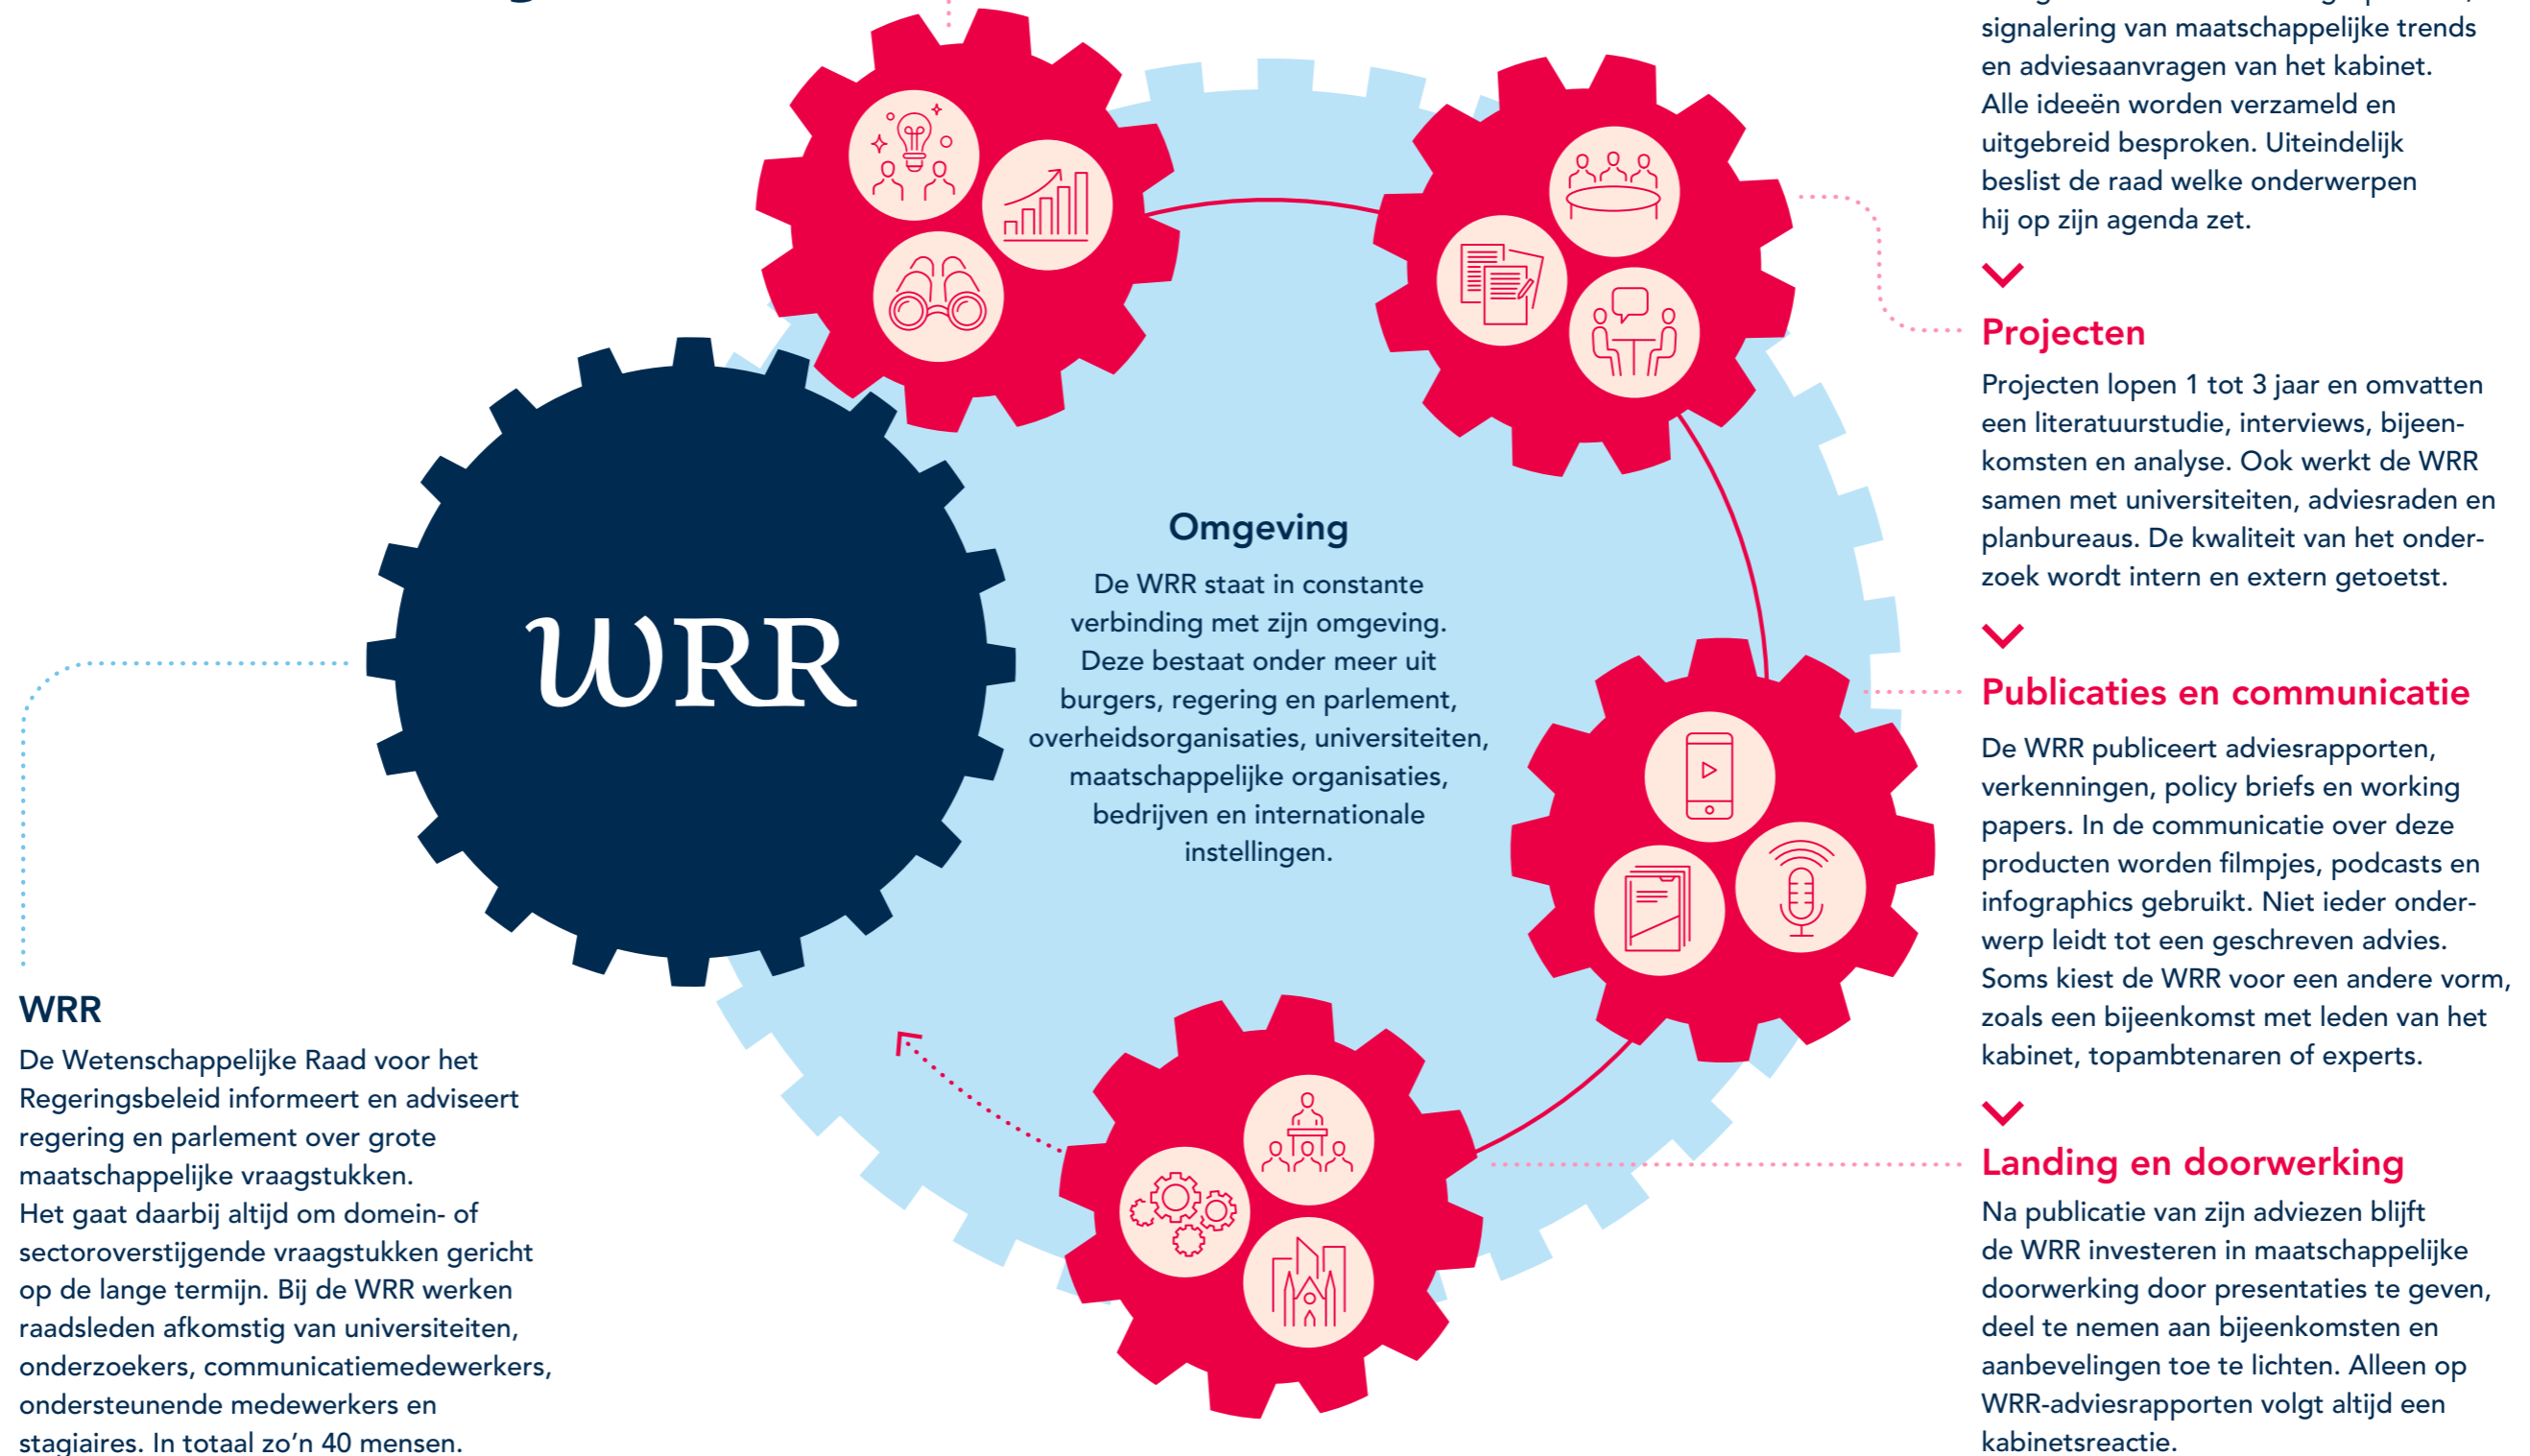 signalering van maatschappelijke trends
en adviesaanvragen van het kabinet.
Alle ideeën worden verzameld en
uitgebreid besproken. Uiteindelijk
beslist de raad welke onderwerpen
hij op zijn agenda zet.
Projecten
Projecten lopen 1 tot 3 jaar en omvatten
een literatuurstudie, interviews, bijeen-
komsten en analyse. Ook werkt de WRR
samen met universiteiten, adviesraden en
planbureaus. De kwaliteit van het onder-
zoek wordt intern en extern getoetst.
Publicaties en communicatie
De WRR publiceert adviesrapporten,
verkenningen, policy briefs en working
papers. In de communicatie over deze
producten worden filmpjes, podcasts en
infographics gebruikt. Niet ieder onder-
werp leidt tot een geschreven advies.
Soms kiest de WRR voor een andere vorm,
zoals een bijeenkomst met leden van het
kabinet, topambtenaren of experts.
Landing en doorwerking
Na publicatie van zijn adviezen blijft
de WRR investeren in maatschappelijke
doorwerking door presentaties te geven,
deel te nemen aan bijeenkomsten en
aanbevelingen toe te lichten. Alleen op
WRR-adviesrapporten volgt altijd een
kabinetsreactie.
Omgeving
De WRR staat in constante
verbinding met zijn omgeving.
Deze bestaat onder meer uit
burgers, regering en parlement,
overheidsorganisaties, universiteiten,
maatschappelijke organisaties,
bedrijven en internationale
instellingen.
WRR
WRR
De Wetenschappelijke Raad voor het
Regeringsbeleid informeert en adviseert
regering en parlement over grote
maatschappelijke vraagstukken.
Het gaat daarbij altijd om domein- of
sectoroverstijgende vraagstukken gericht
op de lange termijn. Bij de WRR werken
raadsleden afkomstig van universiteiten,
onderzoekers, communicatiemedewerkers,
ondersteunende medewerkers en
stagiaires. In totaal zo'n 40 mensen.